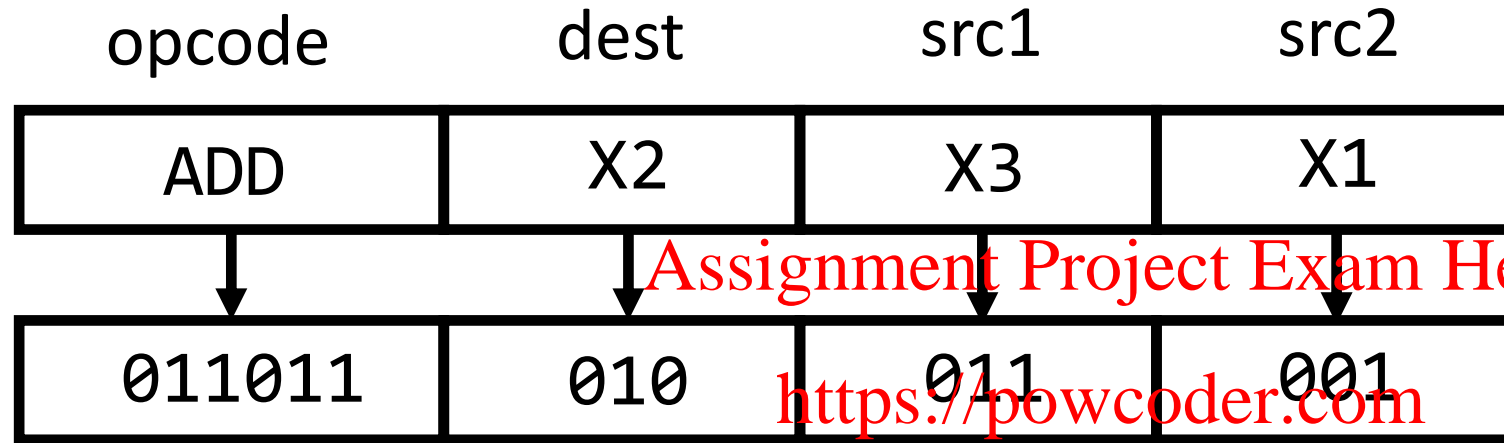 opcode dest src1 src2
ADD X2 X3 X1
Assignment Project Exam He
011011 010 011 001
https://powcoder.com